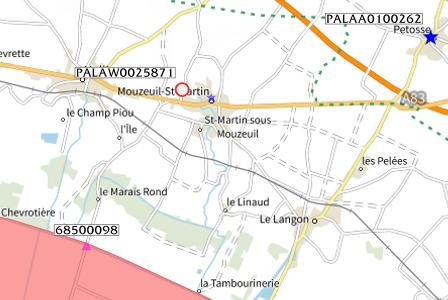 PALAA0100262
Petosse
evrette
PALAW0025871
Mouzeuil-St-Martin
A83
le Champ Piou
St-Martin sous
Mouzeuil
l'Île
les Pelées
le Marais Rond
le Linaud
Chevrotière
Le Langon
68500098
la Tambourinerie